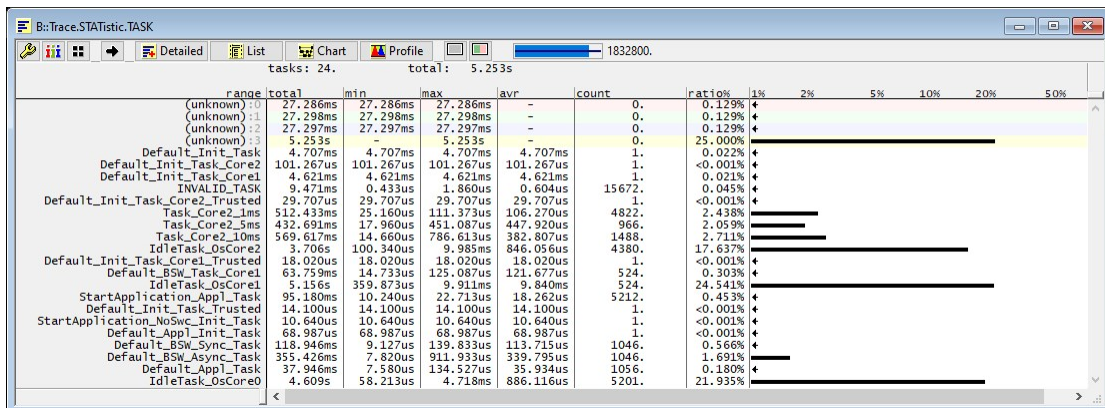 B::Trace.STATistic.TASK
Detailed List Chart Profile 1832800.
tasks: 24. total: 5.253s
range total min max avr count ratio% 1% 2% 5% 10% 20% 50%
(unknown):0 27.286ms 27.286ms 27.286ms - 0. 0.129%
(unknown):1 27.298ms 27.298ms 27.298ms - 0. 0.129%
(unknown):2 27.297ms 27.297ms 27.297ms - 0. 0.129%
(unknown):3 5.253s - 5.253s - 0. 25.000%
Default_Init_Task 4.707ms 4.707ms 4.707ms 4.707ms 1. 0.022%
Default_Init_Task_Core2 101.267us 101.267us 101.267us 101.267us 1. <0.001%
Default_Init_Task_Core1 4.621ms 4.621ms 4.621ms 4.621ms 1. 0.021%
INVALID_TASK 9.471ms 0.433us 1.860us 0.604us 15672. 0.045%
Default_Init_Task_Core2_Trusted 29.707us 29.707us 29.707us 29.707us 1. <0.001%
Task_Core2_1ms 512.433ms 25.160us 111.373us 106.270us 4822. 2.438%
Task_Core2_5ms 432.691ms 17.960us 451.087us 447.920us 966. 2.059%
Task_Core2_10ms 569.617ms 14.660us 786.613us 382.807us 1488. 2.711%
IdleTask_OsCore2 3.706s 100.340us 9.985ms 846.056us 4380. 17.637%
Default_Init_Task_Core1_Trusted 18.020us 18.020us 18.020us 18.020us 1. <0.001%
Default_BSW_Task_Core1 63.759ms 14.733us 125.087us 121.677us 524. 0.303%
IdleTask_OsCore1 5.156s 359.873us 9.911ms 9.840ms 524. 24.541%
StartApplication_Appl_Task 95.180ms 10.240us 22.713us 18.262us 5212. 0.453%
Default_Init_Task_Trusted 14.100us 14.100us 14.100us 14.100us 1. <0.001%
StartApplication_NoSwc_Init_Task 10.640us 10.640us 10.640us 10.640us 1. <0.001%
Default_Appl_Init_Task 68.987us 68.987us 68.987us 68.987us 1. <0.001%
Default_BSW_Sync_Task 118.946ms 9.127us 139.833us 113.715us 1046. 0.566%
Default_BSW_Async_Task 355.426ms 7.820us 911.933us 339.795us 1046. 1.691%
Default_Appl_Task 37.946ms 7.580us 134.527us 35.934us 1056. 0.180%
IdleTask_OsCore0 4.609s 58.213us 4.718ms 886.116us 5201. 21.935%